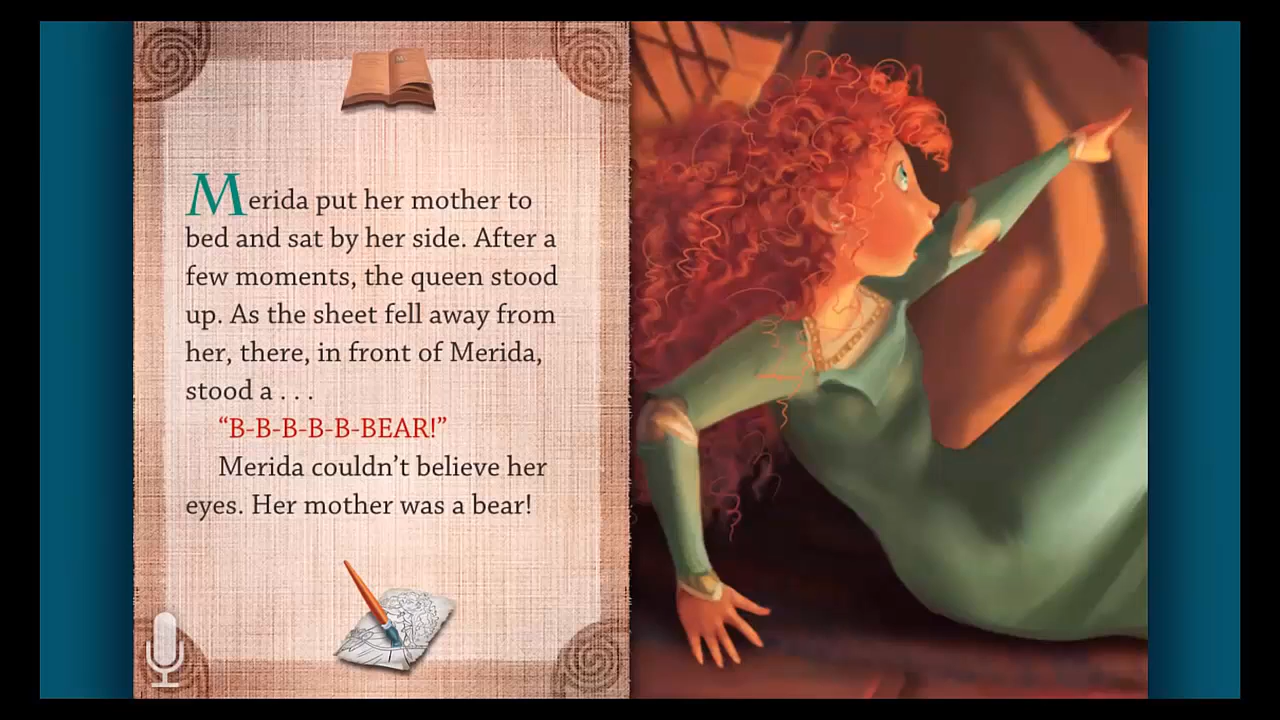 Merida put her mother to
bed and sat by her side. After a
few moments, the queen stood
up. As the sheet fell away from
her, there, in front of Merida,
stood a . . .
“B-B-B-B-B-BEAR!”
Merida couldn’t believe her
eyes. Her mother was a bear!